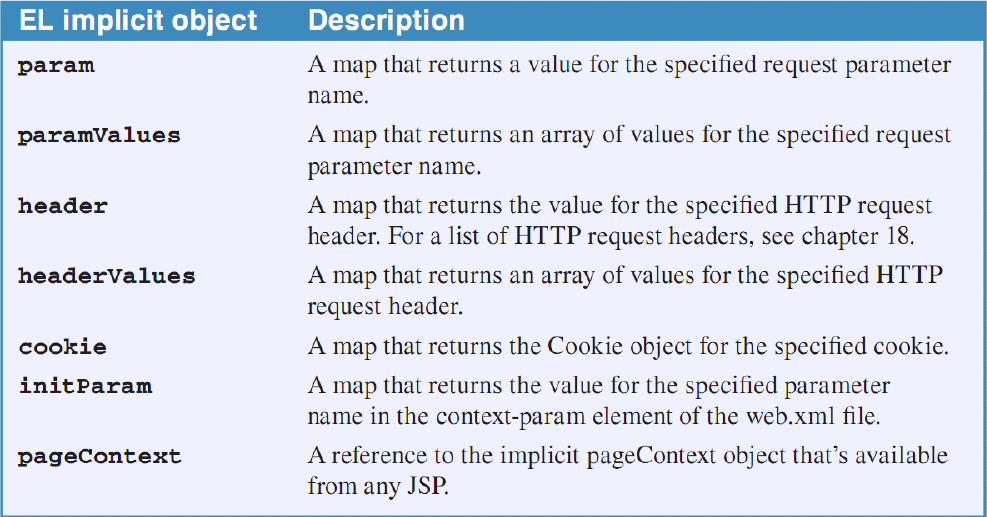 EL implicit object Description
param A map that returns a value for the specified request parameter
name.
paramValues A map that returns an array of values for the specified request
parameter name.
header A map that returns the value for the specified HTTP request
header. For a list of HTTP request headers, see chapter 18.
headerValues A map that returns an array of values for the specified HTTP
request header.
cookie A map that returns the Cookie object for the specified cookie.
initParam A map that returns the value for the specified parameter
name in the context-param element of the web.xml file.
pageContext A reference to the implicit pageContext object that's available
from any JSP.